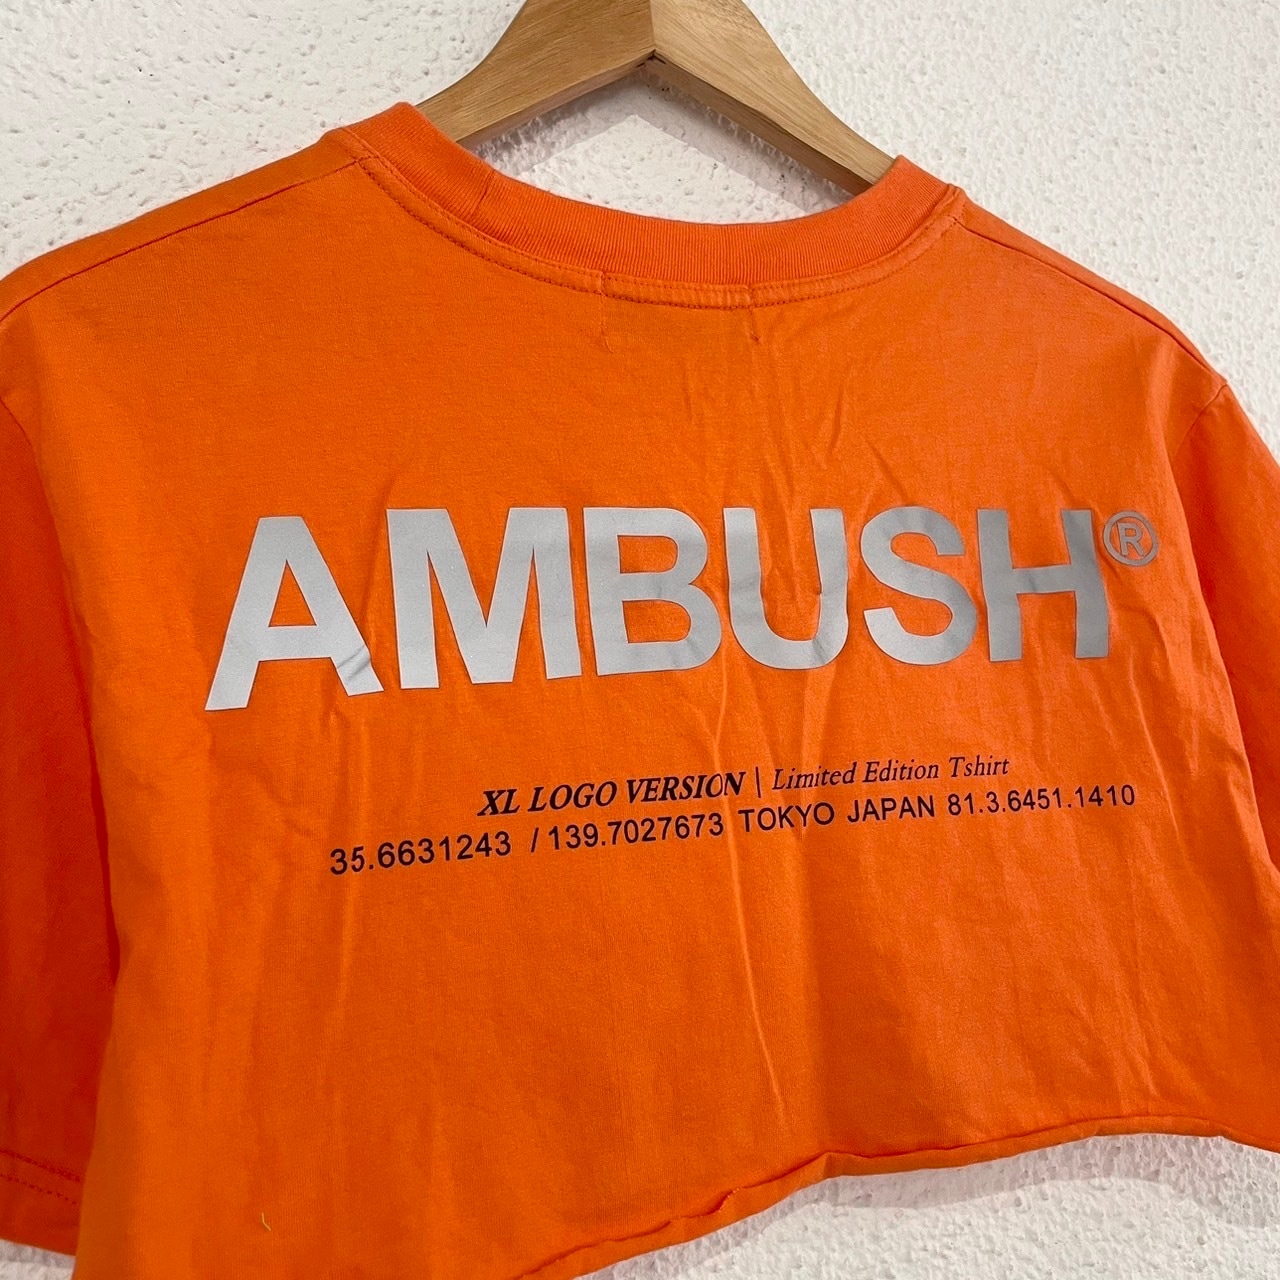 AMBUSH®
XL LOGO VERSION | Limited Edition Tshirt
35.6631243 / 139.7027673 TOKYO JAPAN 81.3.6451.1410